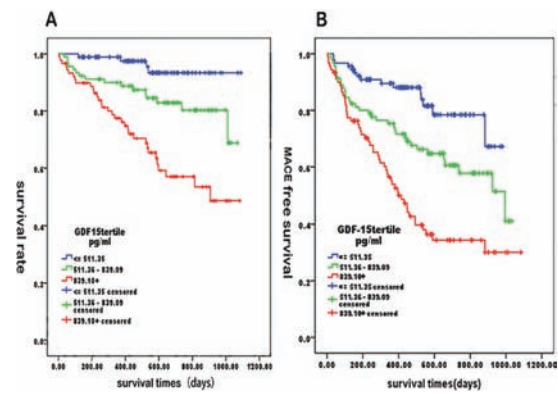 A
B
1.0
0.8
0.6
0.4
0.2
0.0
survival rate
GDF15tertile
pg/ml
<= 511.35
511.36 - 839.09
839.10+
<= 511.35 censored
511.36 - 839.09
censored
839.10+ censored
.00 200.00 400.00 600.00 800.00 1000.00 1200.00
survival times (days)
1.0
0.8
0.6
0.4
0.2
0.0
MACE free survival
GDF-15tertile
pg/ml
<= 511.35
511.36 - 839.09
839.10+
<= 511.35 censored
511.36 - 839.09
censored
839.10+ censored
.00 200.00 400.00 600.00 800.00 1000.00 1200.00
survival times(days)